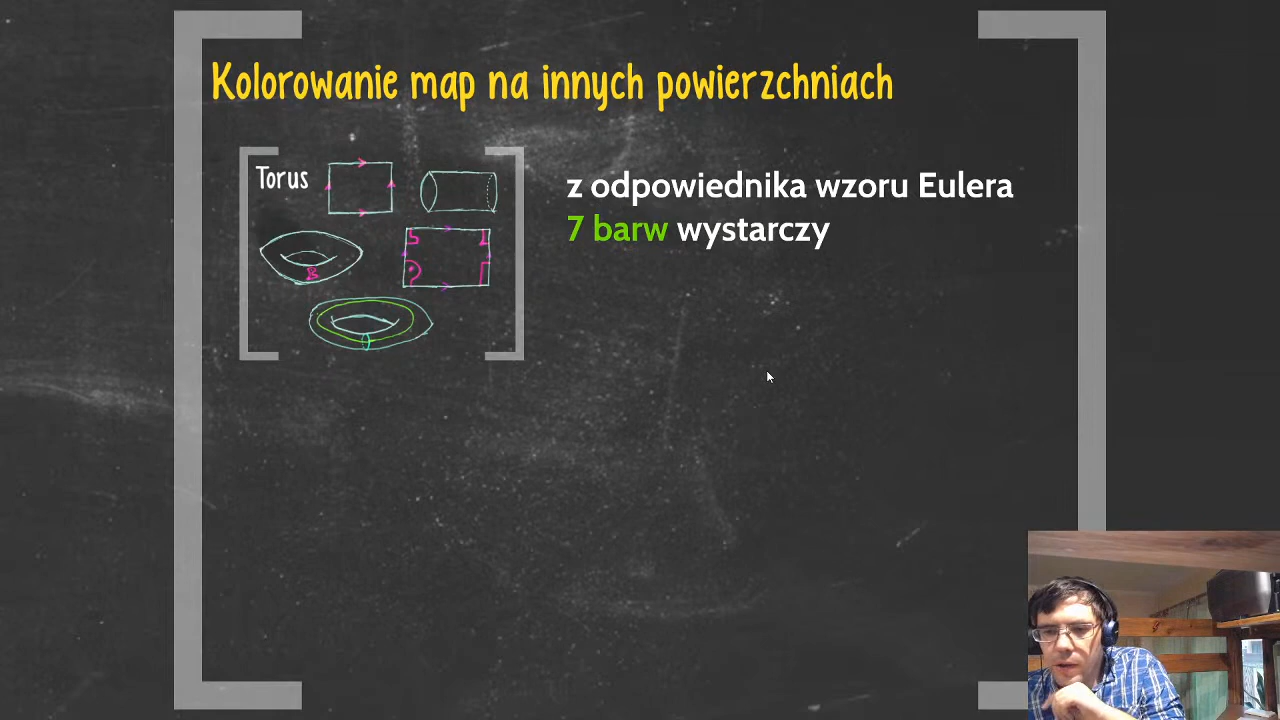 Kolorowanie map na innych powierzchniach
Torus
z odpowiednika wzoru Eulera
7 barw wystarczy
B